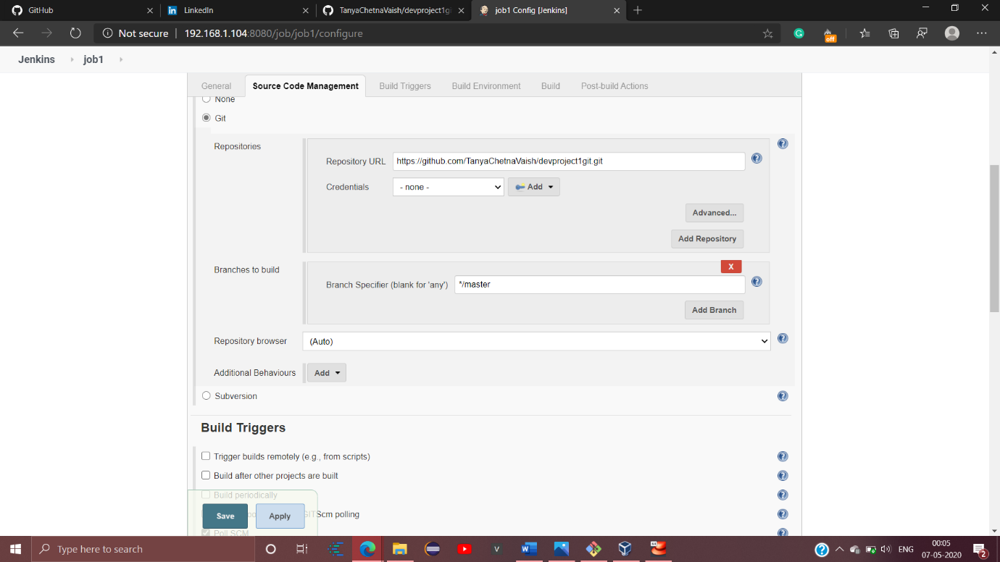 GitHub
LinkedIn
TanyaChetnaVaish/devproject1gi
job1 Config [Jenkins]
Not secure
192.168.1.104:8080/job/job1/configure
off
Jenkins
job1
General
Source Code Management
Build Triggers
Build Environment
Build
Post-build Actions
None
Git
Repositories
Repository URL
https://github.com/TanyaChetnaVaish/devproject1git.git
Credentials
- none -
Add
Advanced...
Add Repository
Branches to build
X
Branch Specifier (blank for 'any')
*/master
Add Branch
Repository browser
(Auto)
Additional Behaviours
Add
Subversion
Build Triggers
Trigger builds remotely (e.g., from scripts)
Build after other projects are built
Build periodically
GITScm polling
Save
Apply
Poll SCM
Type here to search
ENG
00:05
07-05-2020
2